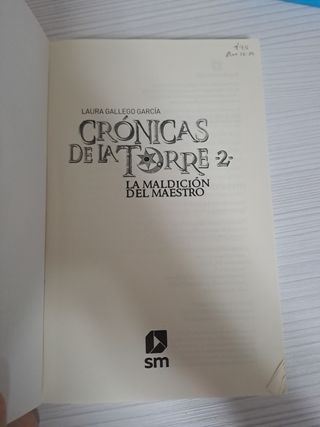 LAURA GALLEGO GARCÍA
CRÓNICAS
DE LA TORRE -2-
LA MALDICIÓN
DEL MAESTRO
sm